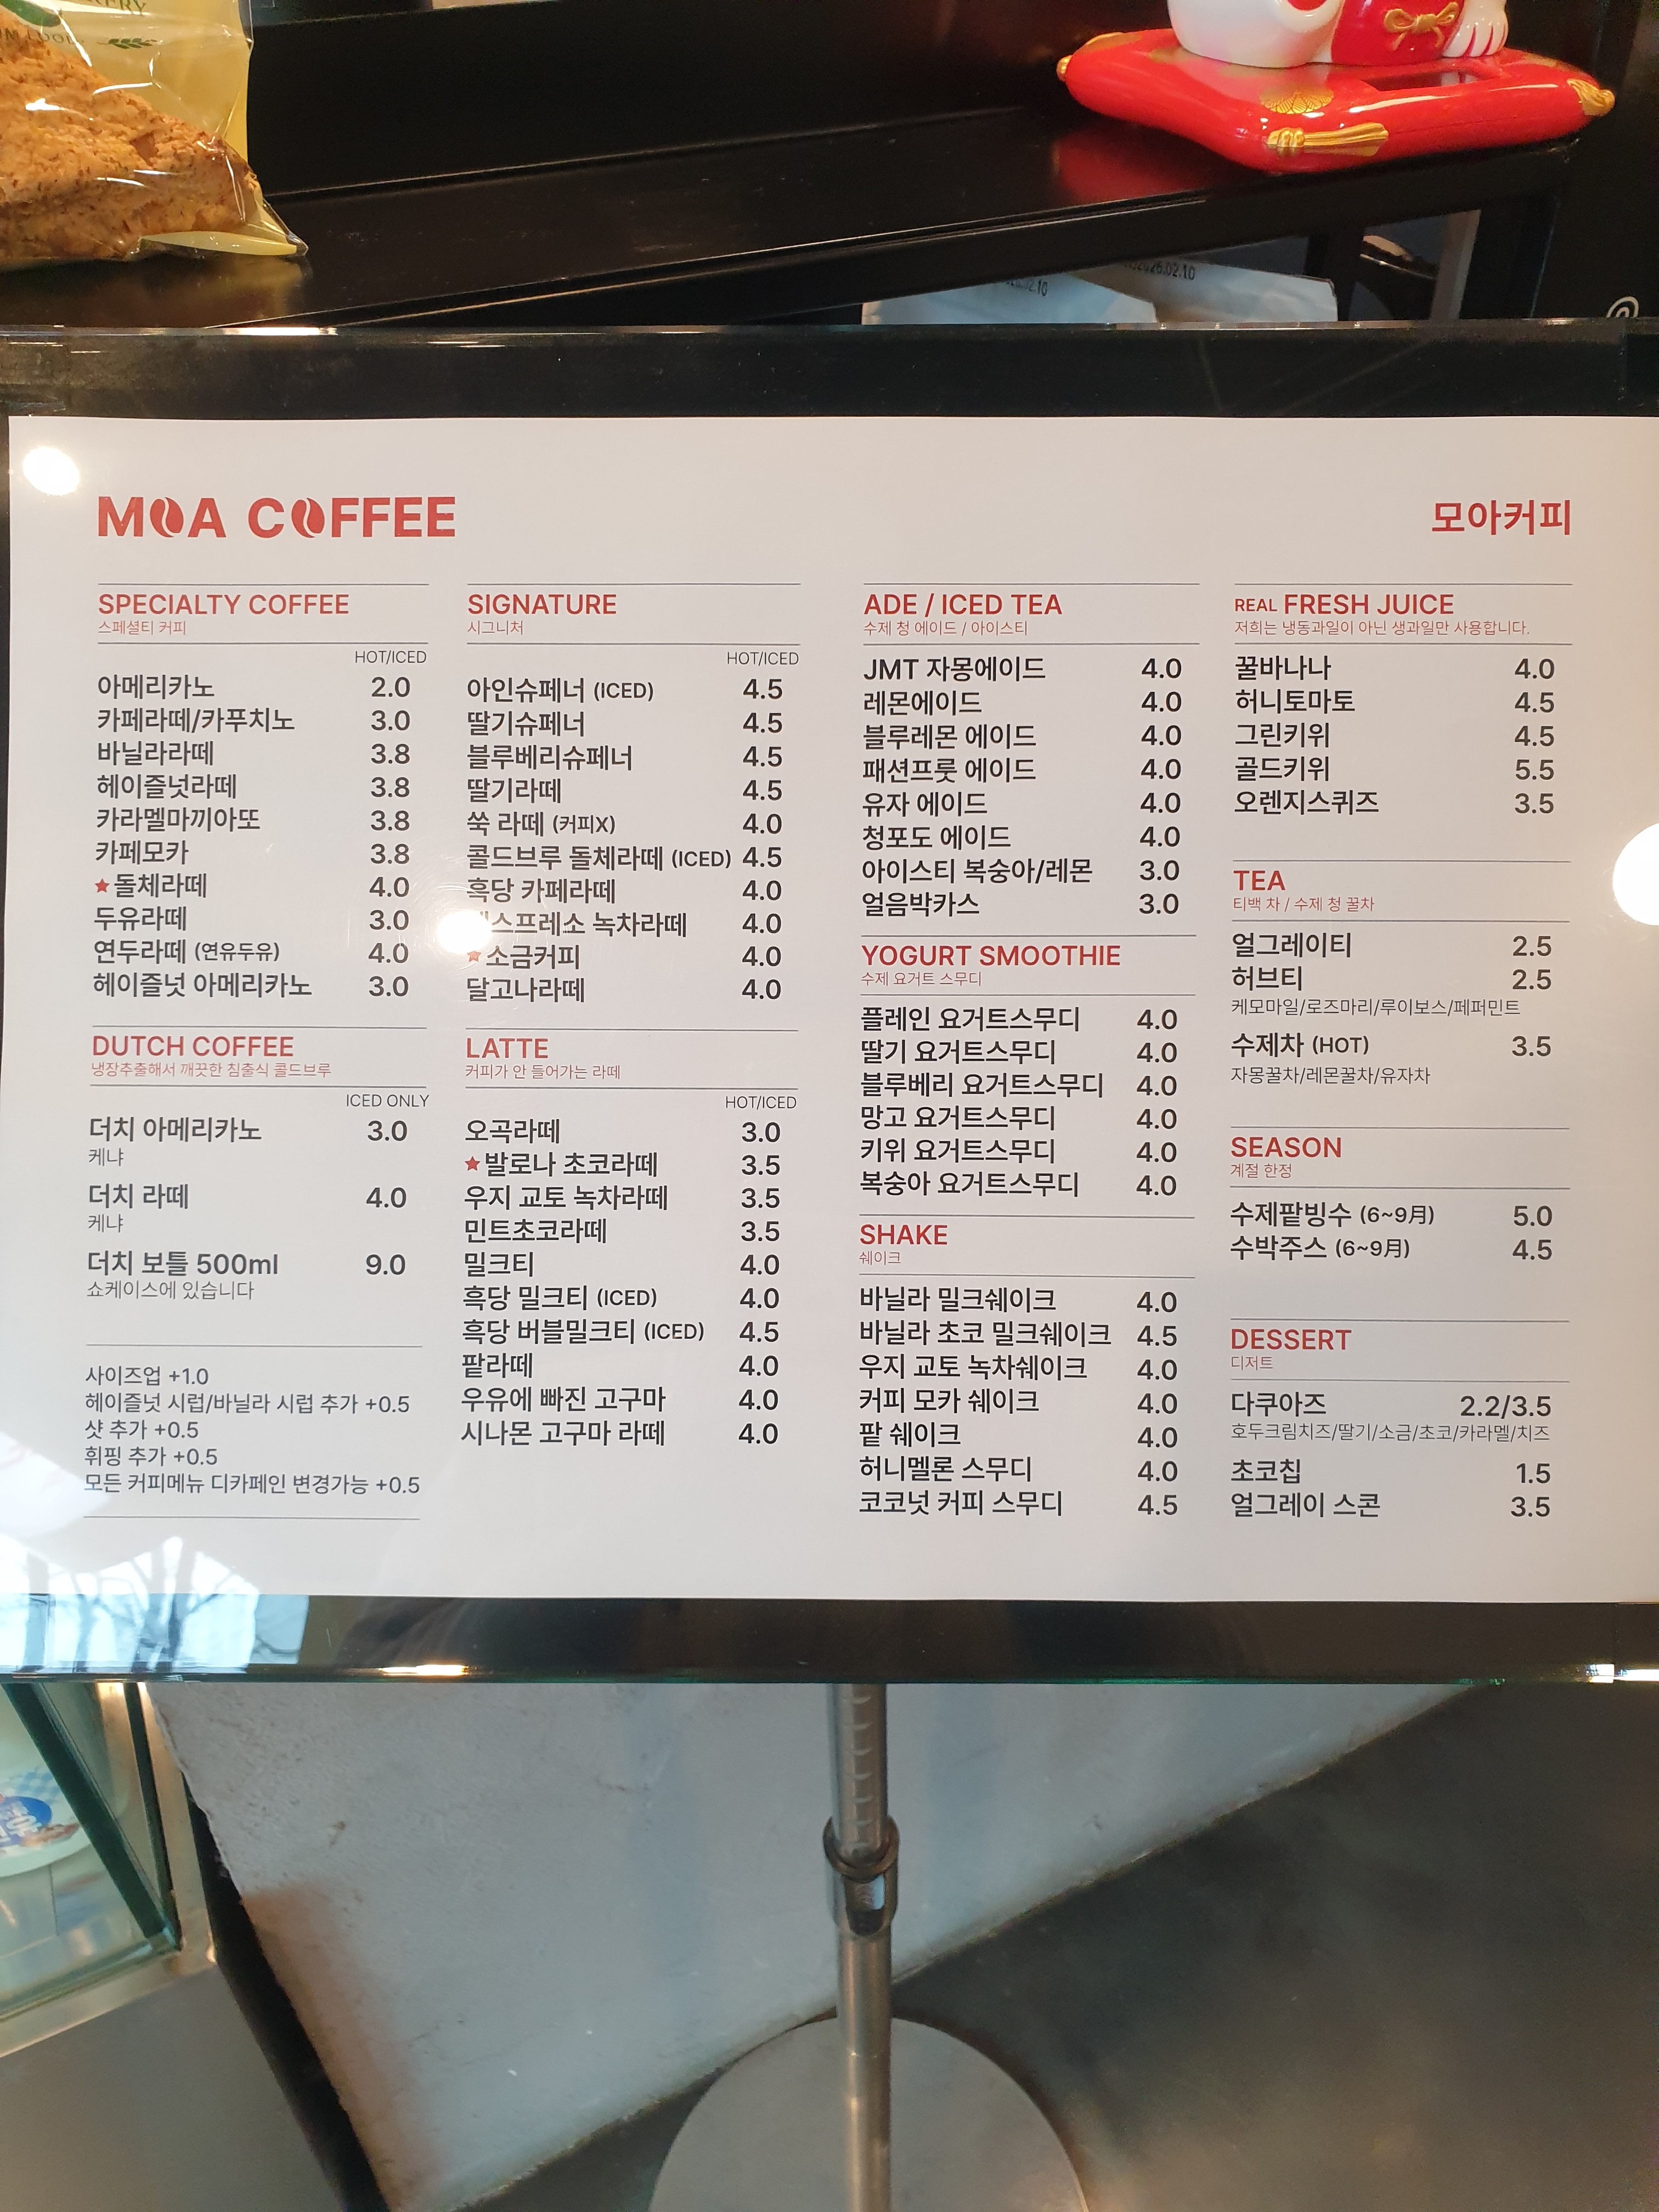 MOA COFFEE
모아커피
SPECIALTY COFFEE
스페셜티 커피
HOT/ICED
아메리카노 2.0
카페라떼/카푸치노 3.0
바닐라라떼 3.8
헤이즐넛라떼 3.8
카라멜마끼아또 3.8
카페모카 3.8
★돌체라떼 4.0
두유라떼 3.0
연두라떼 (연유두유) 4.0
헤이즐넛 아메리카노 3.0
DUTCH COFFEE
냉장추출해서 깨끗한 침출식 콜드브루
ICED ONLY
더치 아메리카노 3.0
케냐
더치 라떼 4.0
케냐
더치 보틀 500ml 9.0
쇼케이스에 있습니다
사이즈업 +1.0
헤이즐넛 시럽/바닐라 시럽 추가 +0.5
샷 추가 +0.5
휘핑 추가 +0.5
모든 커피메뉴 디카페인 변경가능 +0.5
SIGNATURE
시그니처
HOT/ICED
아인슈페너 (ICED) 4.5
딸기슈페너 4.5
블루베리슈페너 4.5
딸기라떼 4.5
쑥 라떼 (커피X) 4.0
콜드브루 돌체라떼 (ICED) 4.5
흑당 카페라떼 4.0
에스프레소 녹차라떼 4.0
★소금커피 4.0
달고나라떼 4.0
LATTE
커피가 안 들어가는 라떼
HOT/ICED
오곡라떼 3.0
★발로나 초코라떼 3.5
우지 교토 녹차라떼 3.5
민트초코라떼 3.5
밀크티 4.0
흑당 밀크티 (ICED) 4.0
흑당 버블밀크티 (ICED) 4.5
팥라떼 4.0
우유에 빠진 고구마 4.0
시나몬 고구마 라떼 4.0
ADE / ICED TEA
수제 청 에이드 / 아이스티
JMT 자몽에이드 4.0
레몬에이드 4.0
블루레몬 에이드 4.0
패션프룻 에이드 4.0
유자 에이드 4.0
청포도 에이드 4.0
아이스티 복숭아/레몬 3.0
얼음박카스 3.0
YOGURT SMOOTHIE
수제 요거트 스무디
플레인 요거트스무디 4.0
딸기 요거트스무디 4.0
블루베리 요거트스무디 4.0
망고 요거트스무디 4.0
키위 요거트스무디 4.0
복숭아 요거트스무디 4.0
SHAKE
쉐이크
바닐라 밀크쉐이크 4.0
바닐라 초코 밀크쉐이크 4.5
우지 교토 녹차쉐이크 4.0
커피 모카 쉐이크 4.0
팥 쉐이크 4.0
허니멜론 스무디 4.0
코코넛 커피 스무디 4.5
REAL FRESH JUICE
저희는 냉동과일이 아닌 생과일만 사용합니다.
꿀바나나 4.0
허니토마토 4.5
그린키위 4.5
골드키위 5.5
오렌지스퀴즈 3.5
TEA
티백 차 / 수제 청 꿀차
얼그레이티 2.5
허브티 2.5
케모마일/로즈마리/루이보스/페퍼민트
수제차 (HOT) 3.5
자몽꿀차/레몬꿀차/유자차
SEASON
계절 한정
수제팥빙수 (6~9月) 5.0
수박주스 (6~9月) 4.5
DESSERT
디저트
다쿠아즈 2.2/3.5
호두크림치즈/딸기/소금/초코/카라멜/치즈
초코칩 1.5
얼그레이 스콘 3.5